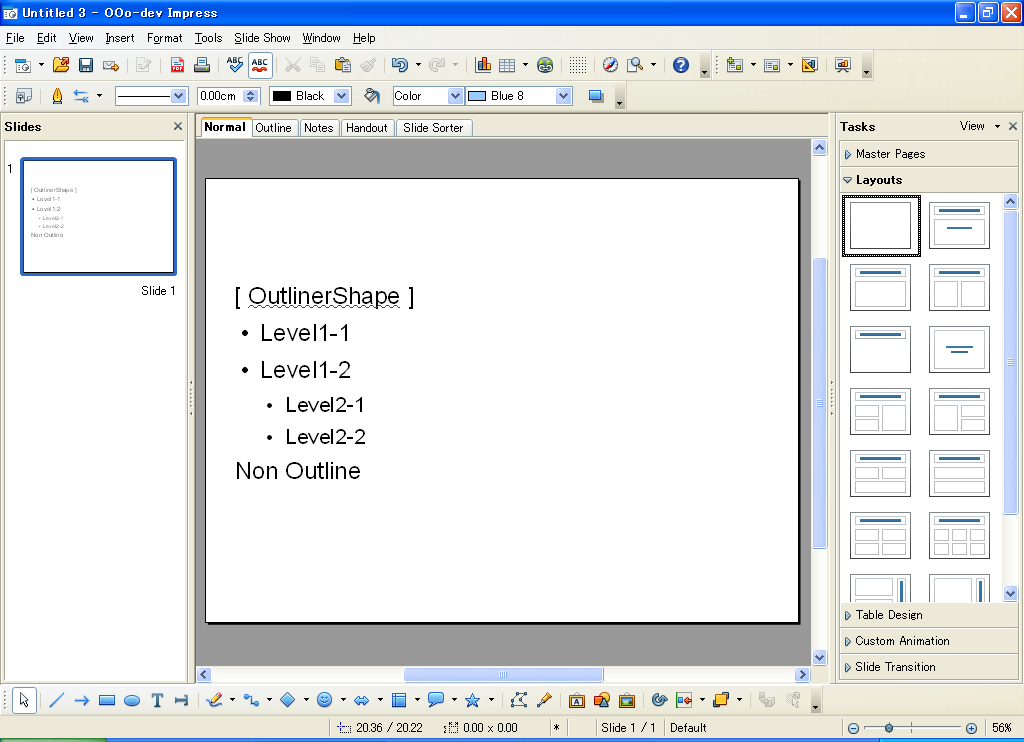 Untitled 3 - OOo-dev Impress
File Edit View Insert Format Tools Slide Show Window Help
ABC ABC
0.00cm Black Color Blue 8
Slides
Normal Outline Notes Handout Slide Sorter
Tasks View
1
[ OutlinerShape ]
• Level1-1
• Level1-2
• Level2-1
• Level2-2
Non Outline
Slide 1
[ OutlinerShape ]
• Level1-1
• Level1-2
• Level2-1
• Level2-2
Non Outline
Master Pages
Layouts
Table Design
Custom Animation
Slide Transition
20.36 / 20.22 0.00 x 0.00 * Slide 1 / 1 Default 56%